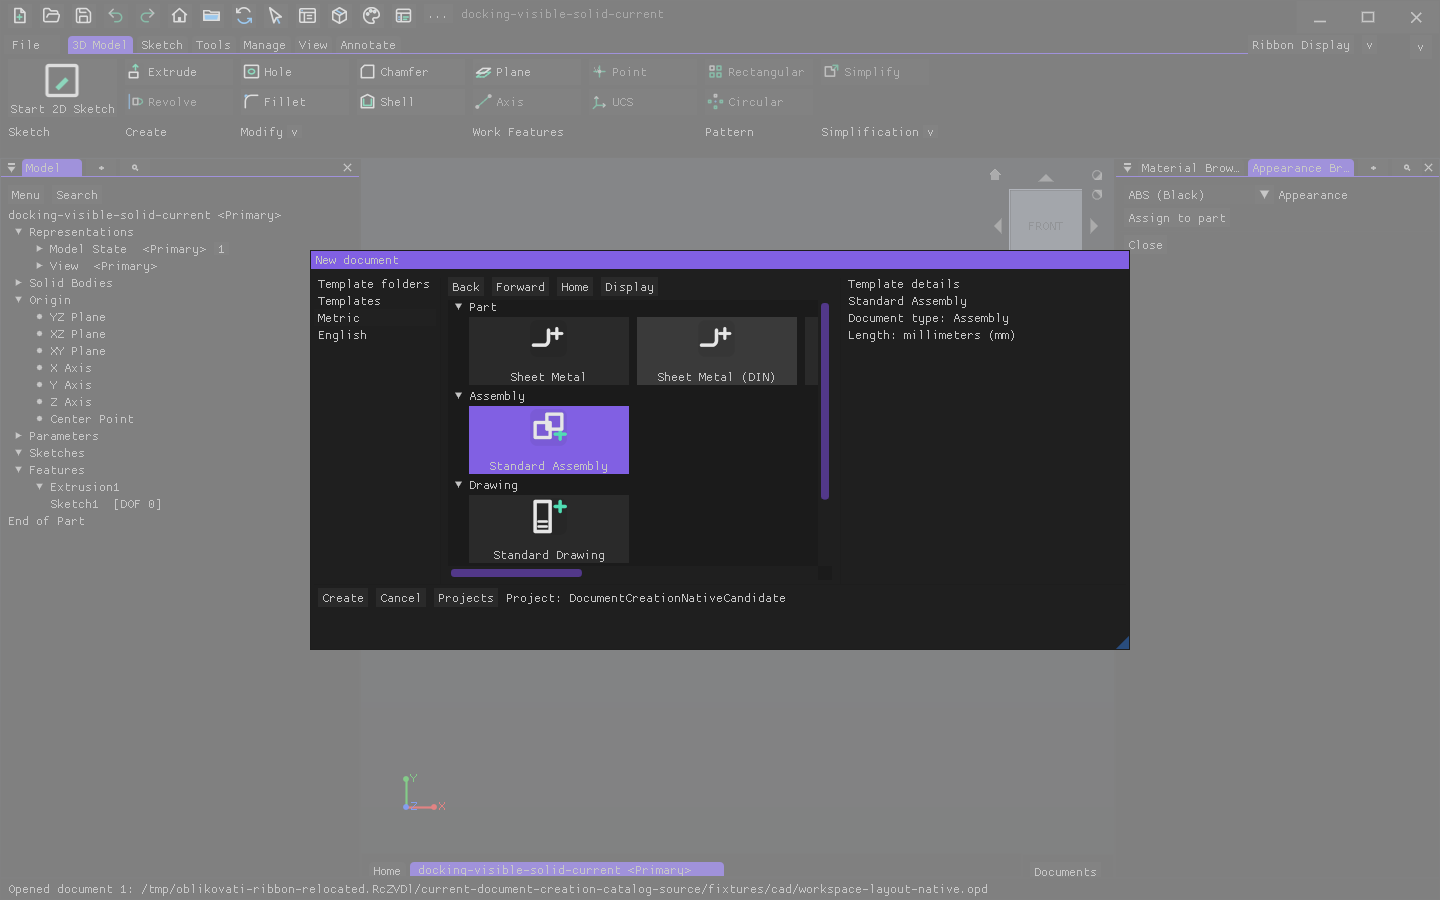 ... docking-visible-solid-current
File 3D Model Sketch Tools Manage View Annotate Ribbon Display v v
Extrude Hole Chamfer Plane Point Rectangular Simplify
Start 2D Sketch Revolve Fillet Shell Axis UCS Circular
Sketch Create Modify v Work Features Pattern Simplification v
Model Material Brow... Appearance Br...
Menu Search ABS (Black) Appearance
docking-visible-solid-current <Primary> Assign to part
Representations FRONT
Model State <Primary> 1 Close
View <Primary>
Solid Bodies
Origin
YZ Plane
XZ Plane
XY Plane
X Axis
Y Axis
Z Axis
Center Point
Parameters
Sketches
Features
Extrusion1
Sketch1 [DOF 0]
End of Part
New document
Template folders
Templates
Metric
English
Back Forward Home Display
Part
Sheet Metal Sheet Metal (DIN)
Assembly
Standard Assembly
Drawing
Standard Drawing
Template details
Standard Assembly
Document type: Assembly
Length: millimeters (mm)
Create Cancel Projects Project: DocumentCreationNativeCandidate
Y
Z X
Home docking-visible-solid-current <Primary> Documents
Opened document 1: /tmp/oblikovati-ribbon-relocated.RcZVDl/current-document-creation-catalog-source/fixtures/cad/workspace-layout-native.opd